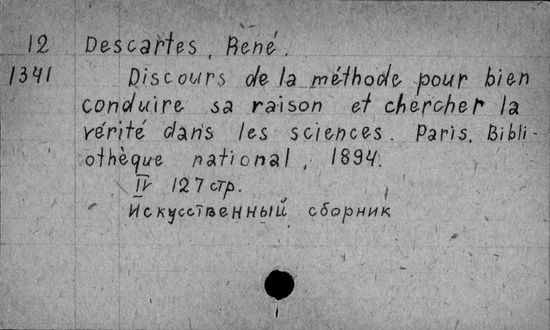 12 Descartes, René.
1341 Discours de la méthode pour bien
conduire sa raison et chercher la
vérité dans les sciences. Paris, Bibli-
othèque national, 1894.
IV 127 стр.
Искусственный сборник